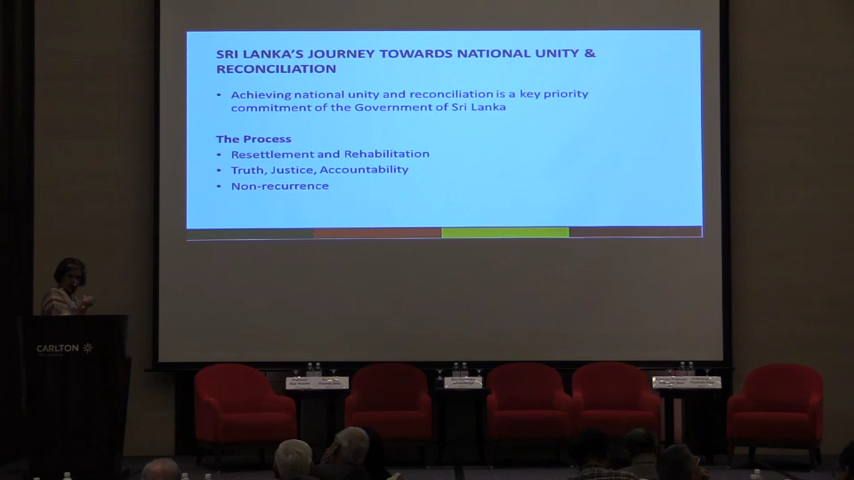 SRI LANKA'S JOURNEY TOWARDS NATIONAL UNITY &
RECONCILIATION
• Achieving national unity and reconciliation is a key priority
commitment of the Government of Sri Lanka
The Process
• Resettlement and Rehabilitation
• Truth, Justice, Accountability
• Non-recurrence
CARLTON